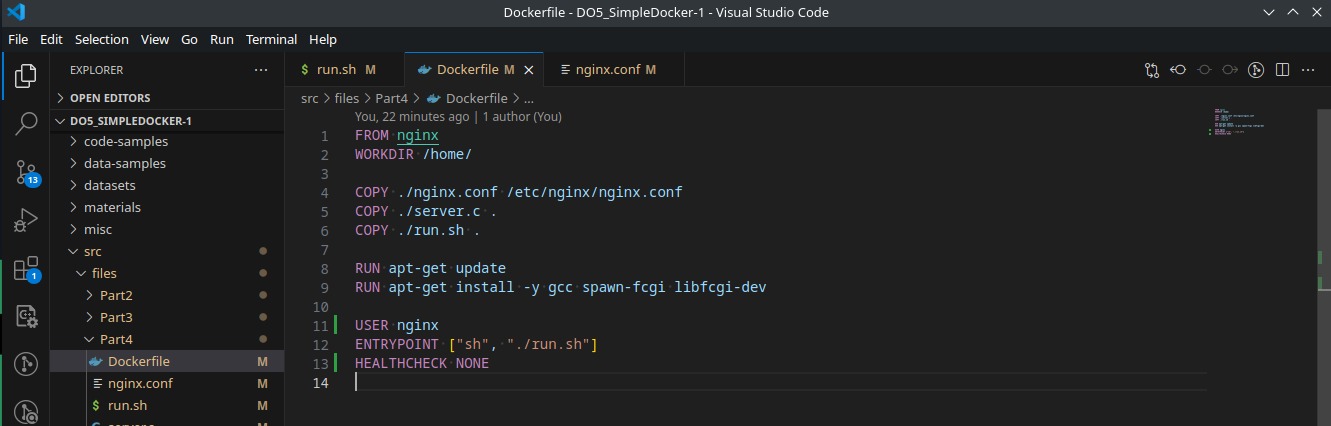 Dockerfile - DO5_SimpleDocker-1 - Visual Studio Code
File Edit Selection View Go Run Terminal Help
EXPLORER
OPEN EDITORS
DO5_SIMPLEDOCKER-1
code-samples
data-samples
datasets
materials
misc
src
files
Part2
Part3
Part4
Dockerfile M
nginx.conf M
run.sh M
13
1
$ run.sh M
Dockerfile M
nginx.conf M
src > files > Part4 > Dockerfile > ...
You, 22 minutes ago | 1 author (You)
1 FROM nginx
2 WORKDIR /home/
3
4 COPY ./nginx.conf /etc/nginx/nginx.conf
5 COPY ./server.c .
6 COPY ./run.sh .
7
8 RUN apt-get update
9 RUN apt-get install -y gcc spawn-fcgi libfcgi-dev
10
11 USER nginx
12 ENTRYPOINT ["sh", "./run.sh"]
13 HEALTHCHECK NONE
14